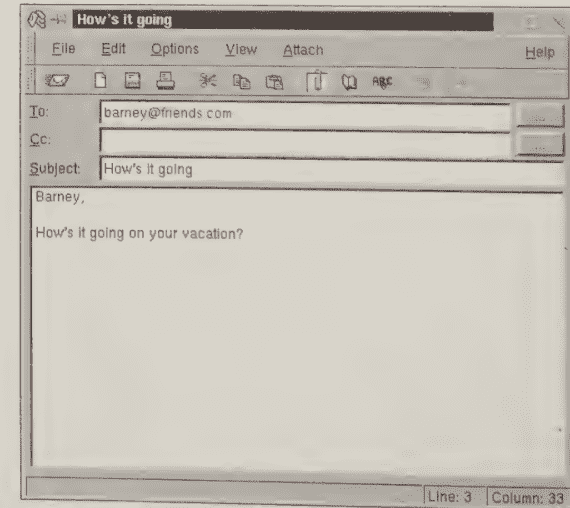 How's it going
File Edit Options View Attach Help
ABC
To: barney@friends.com ...
Cc: ...
Subject: How's it going
Barney,
How's it going on your vacation?
Line: 3 Column: 33